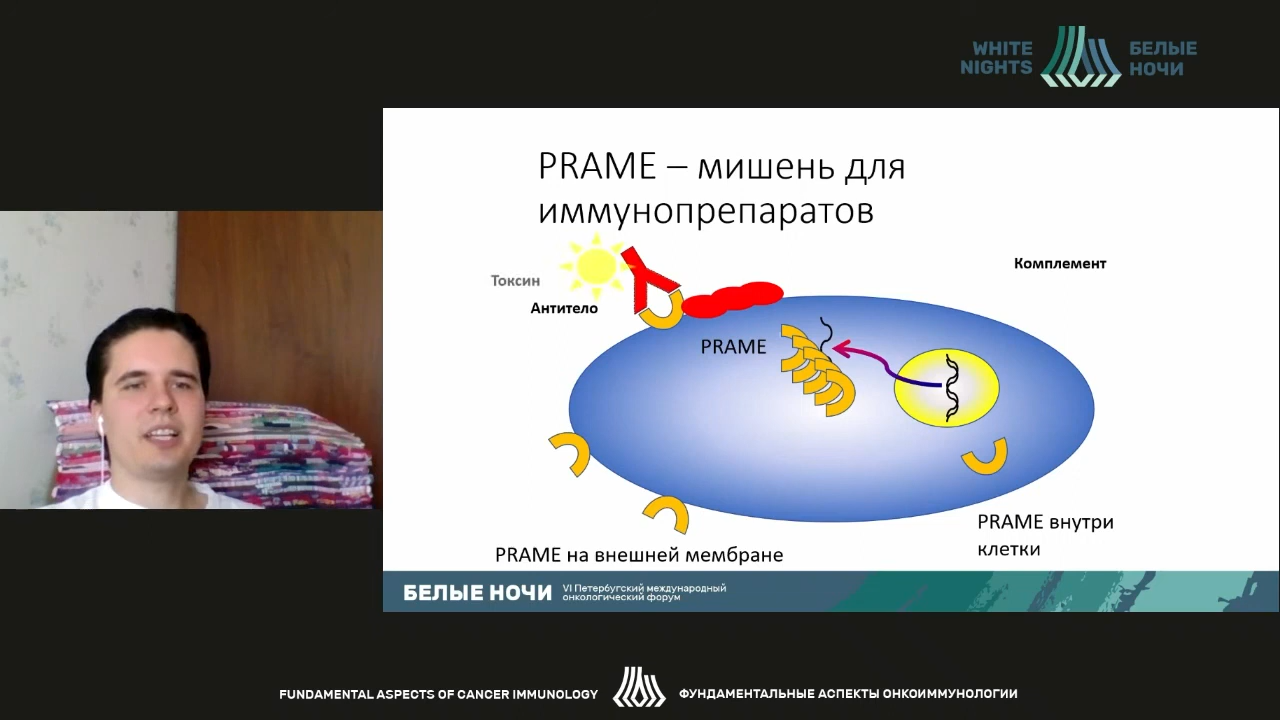 WHITE
NIGHTS
БЕЛЫЕ
НОЧИ
PRAME – мишень для
иммунопрепаратов
Токсин
Антитело
Комплемент
PRAME
PRAME внутри
клетки
PRAME на внешней мембране
БЕЛЫЕ НОЧИ
VI Петербургский международный
онкологический форум
FUNDAMENTAL ASPECTS OF CANCER IMMUNOLOGY
ФУНДАМЕНТАЛЬНЫЕ АСПЕКТЫ ОНКОИММУНОЛОГИИ